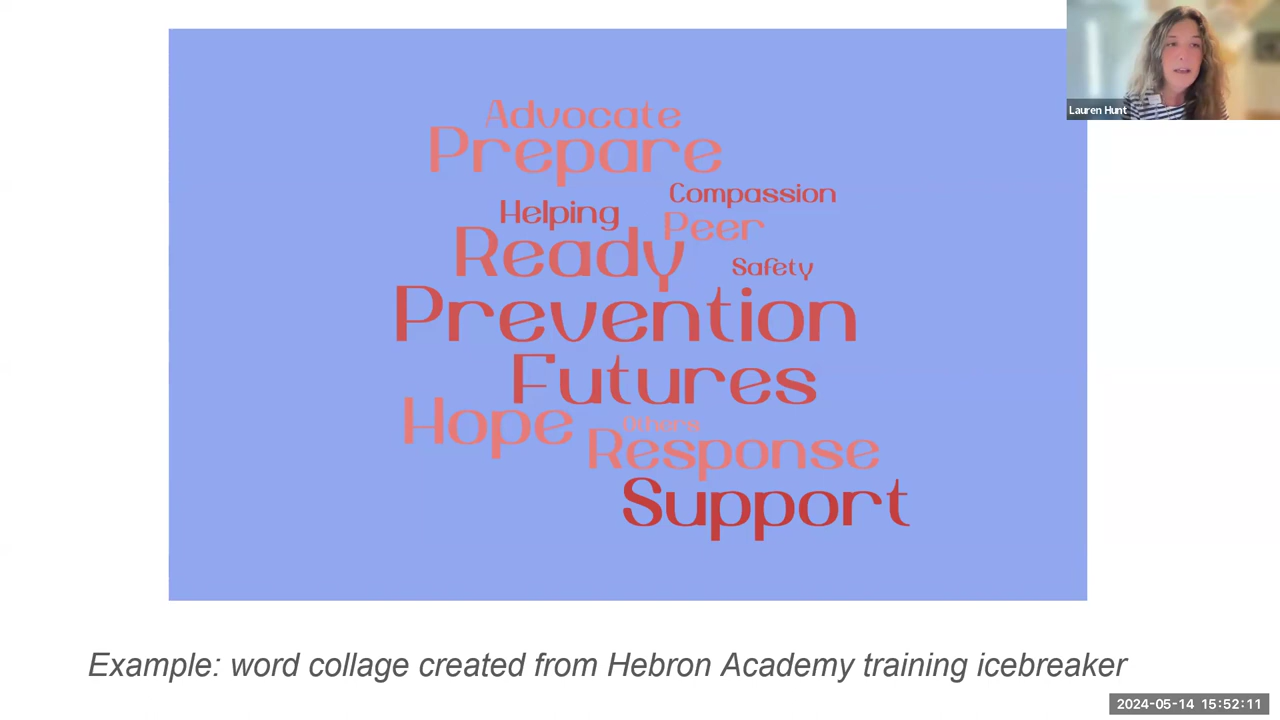 Lauren Hunt
Advocate
Prepare
Compassion
Helping
Peer
Ready
Safety
Prevention
Futures
Hope
Others
Response
Support
Example: word collage created from Hebron Academy training icebreaker
2024-05-14 15:52:11